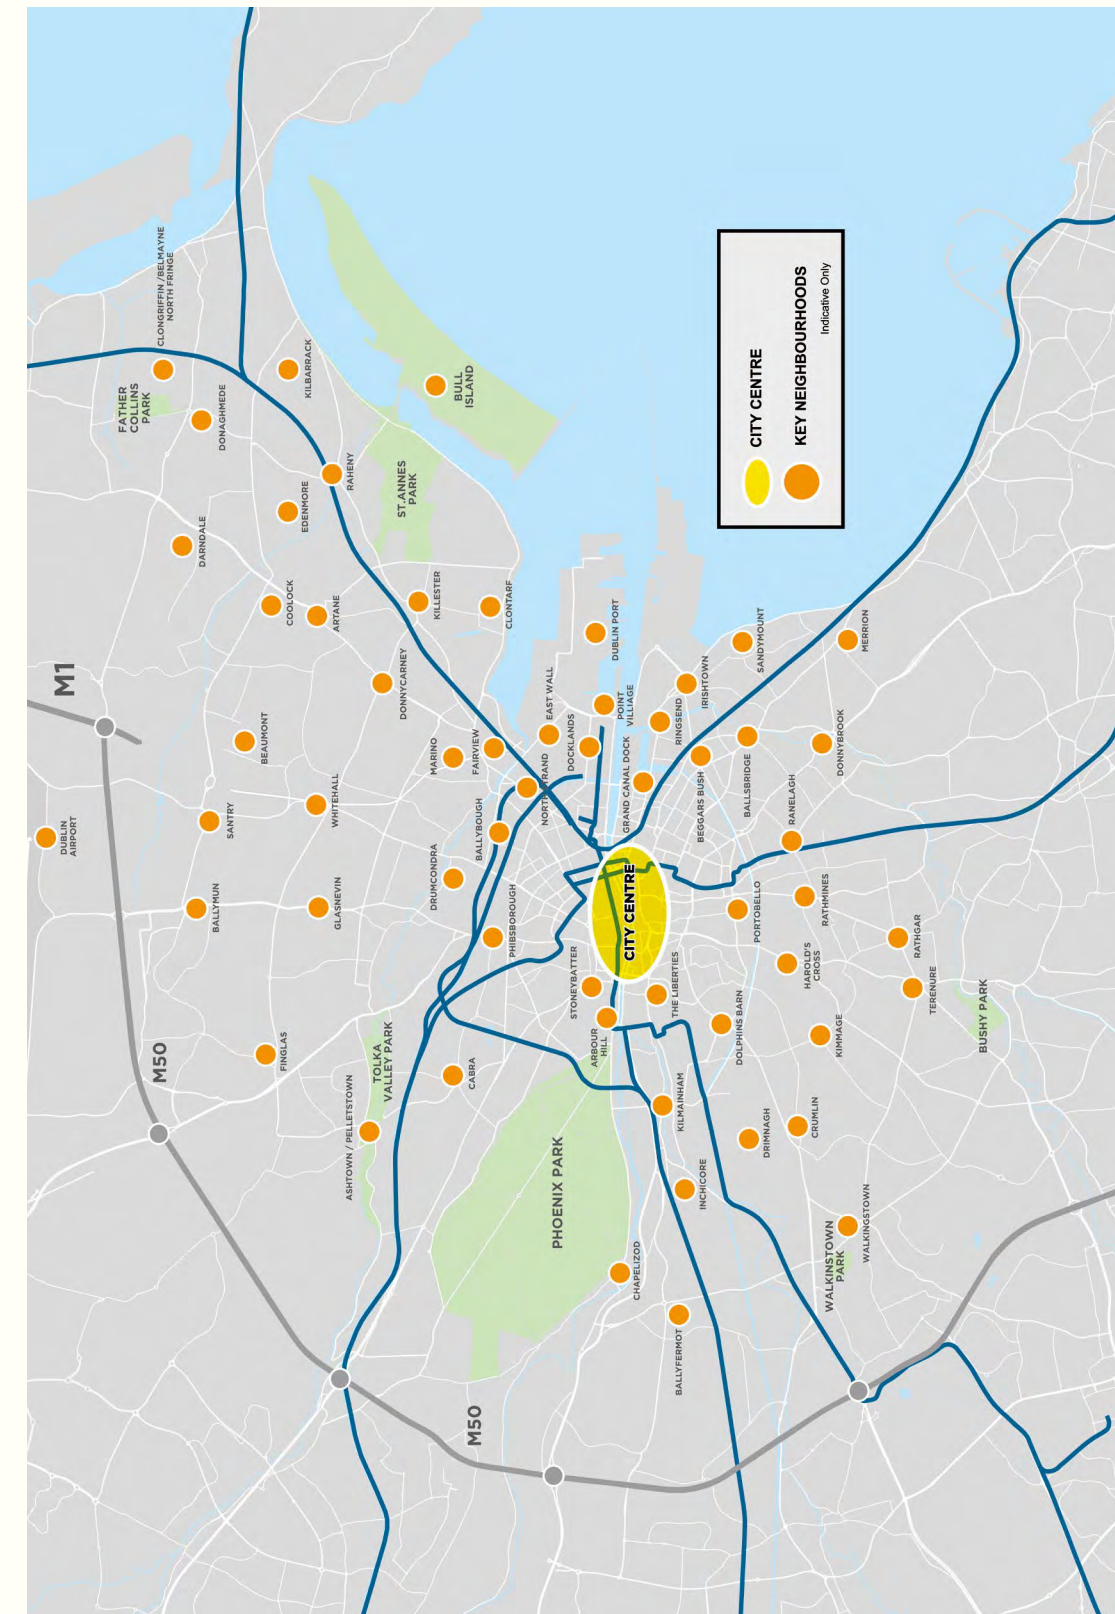 DUBLIN
AIRPORT
M1
M50
FATHER
COLLINS
PARK
CLONGRIFFIN /BELMAYNE
NORTH FRINGE
BALLYMUN
SANTRY
DARNDALE
DONAGHMEDE
FINGLAS
BEAUMONT
COOLOCK
EDENMORE
KILBARRACK
ASHTOWN / PELLETSTOWN
TOLKA
VALLEY PARK
GLASNEVIN
WHITEHALL
ARTANE
RAHENY
DONNYCARNEY
ST.ANNES
PARK
BULL
ISLAND
M50
CABRA
DRUMCONDRA
MARINO
KILLESTER
PHIBSBOROUGH
BALLYBOUGH
FAIRVIEW
CLONTARF
PHOENIX PARK
NORTH STRAND
EAST WALL
STONEYBATTER
DOCKLANDS
ARBOUR
HILL
DUBLIN PORT
CITY CENTRE
POINT
VILLIAGE
CHAPELIZOD
GRAND CANAL DOCK
THE LIBERTIES
RINGSEND
BALLYFERMOT
KILMAINHAM
IRISHTOWN
INCHICORE
BEGGARS BUSH
DOLPHINS BARN
PORTOBELLO
BALLSBRIDGE
SANDYMOUNT
DRIMNAGH
RANELAGH
HAROLD'S
CROSS
CRUMLIN
RATHMINES
KIMMAGE
DONNYBROOK
WALKINSTOWN
PARK
WALKINGSTOWN
MERRION
RATHGAR
TERENURE
BUSHY PARK
CITY CENTRE
KEY NEIGHBOURHOODS
Indicative Only